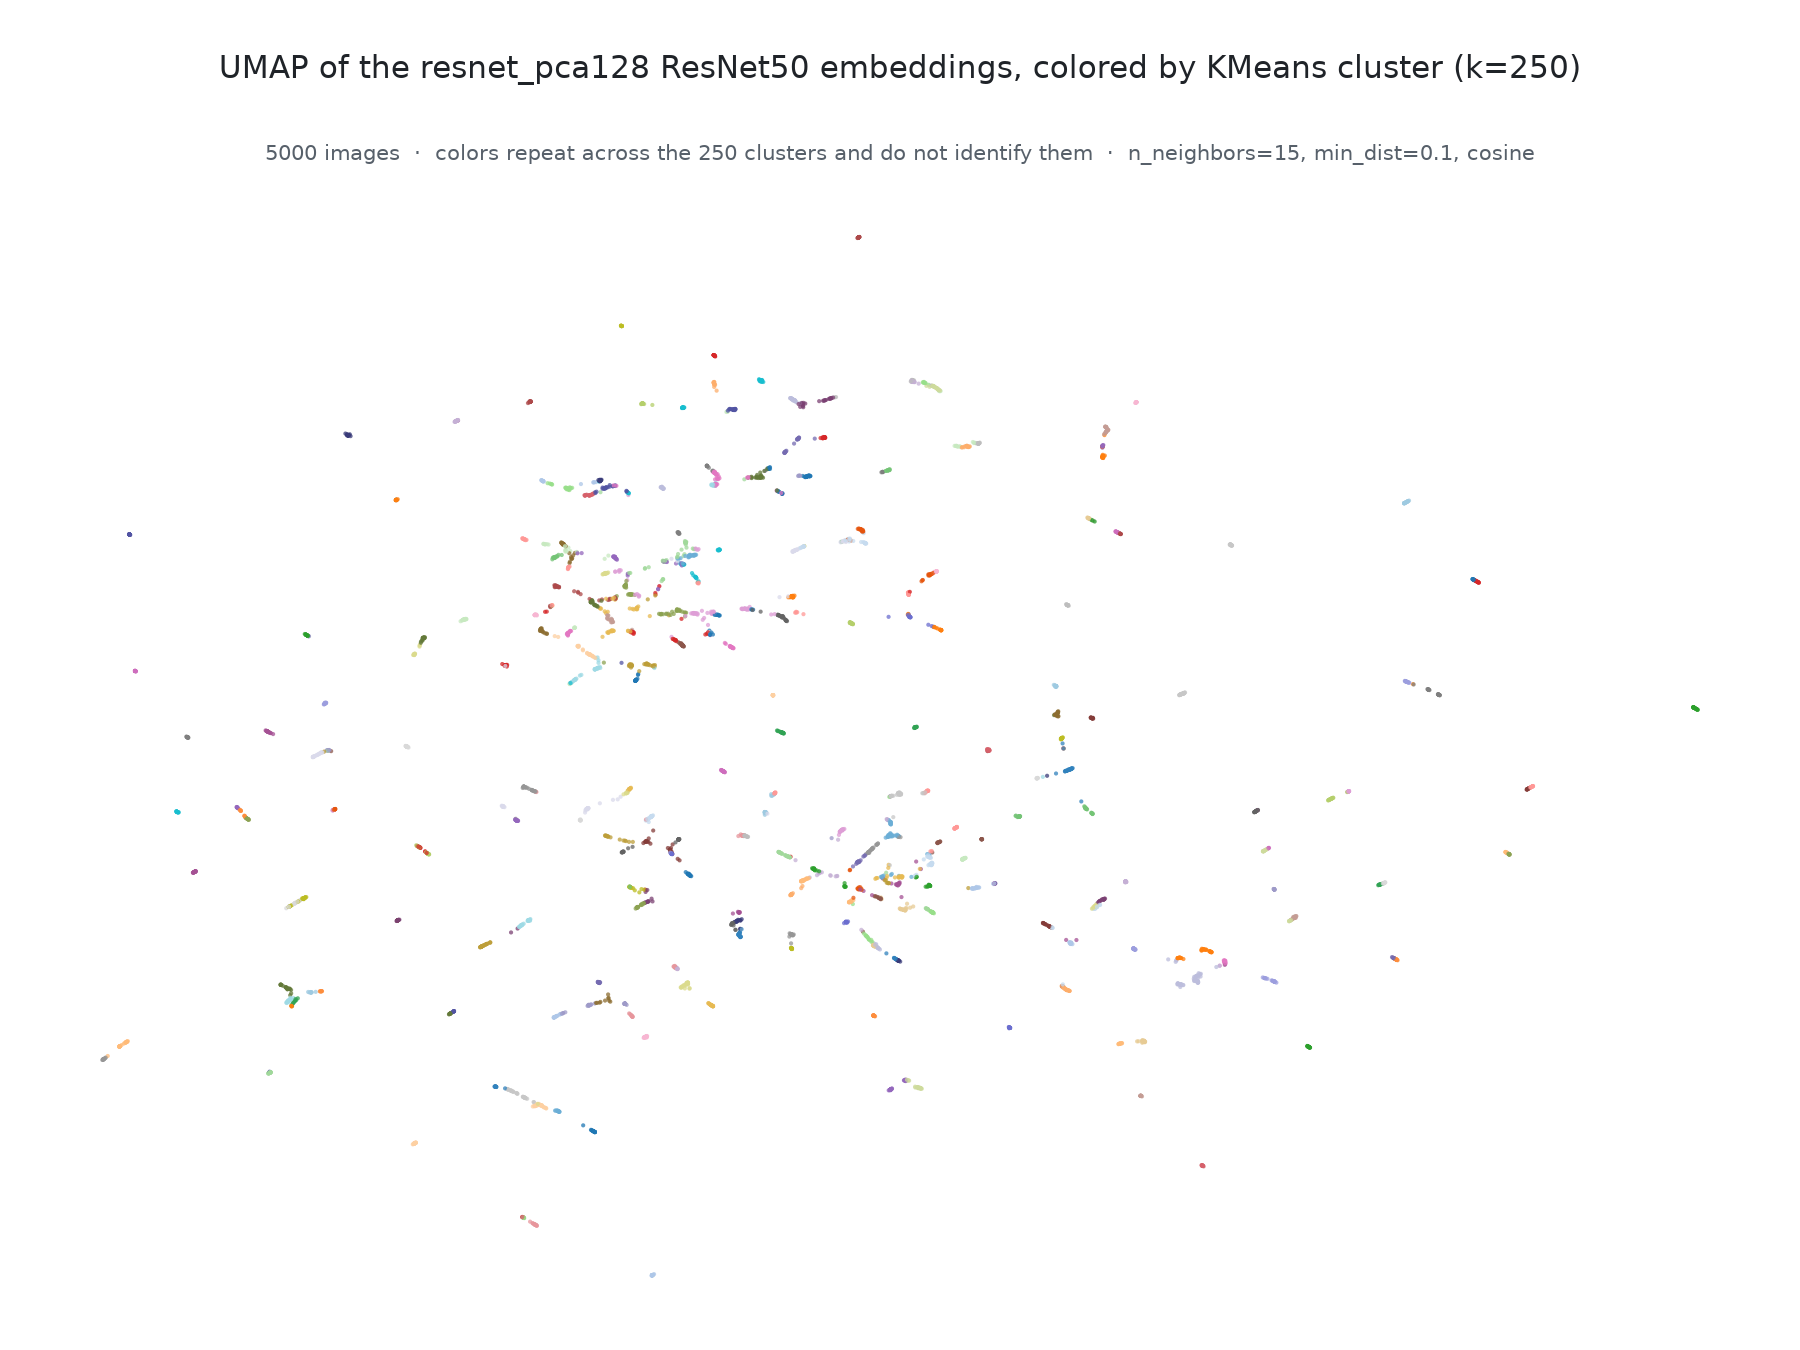 UMAP of the resnet_pca128 ResNet50 embeddings, colored by KMeans cluster (k=250)
5000 images · colors repeat across the 250 clusters and do not identify them · n_neighbors=15, min_dist=0.1, cosine